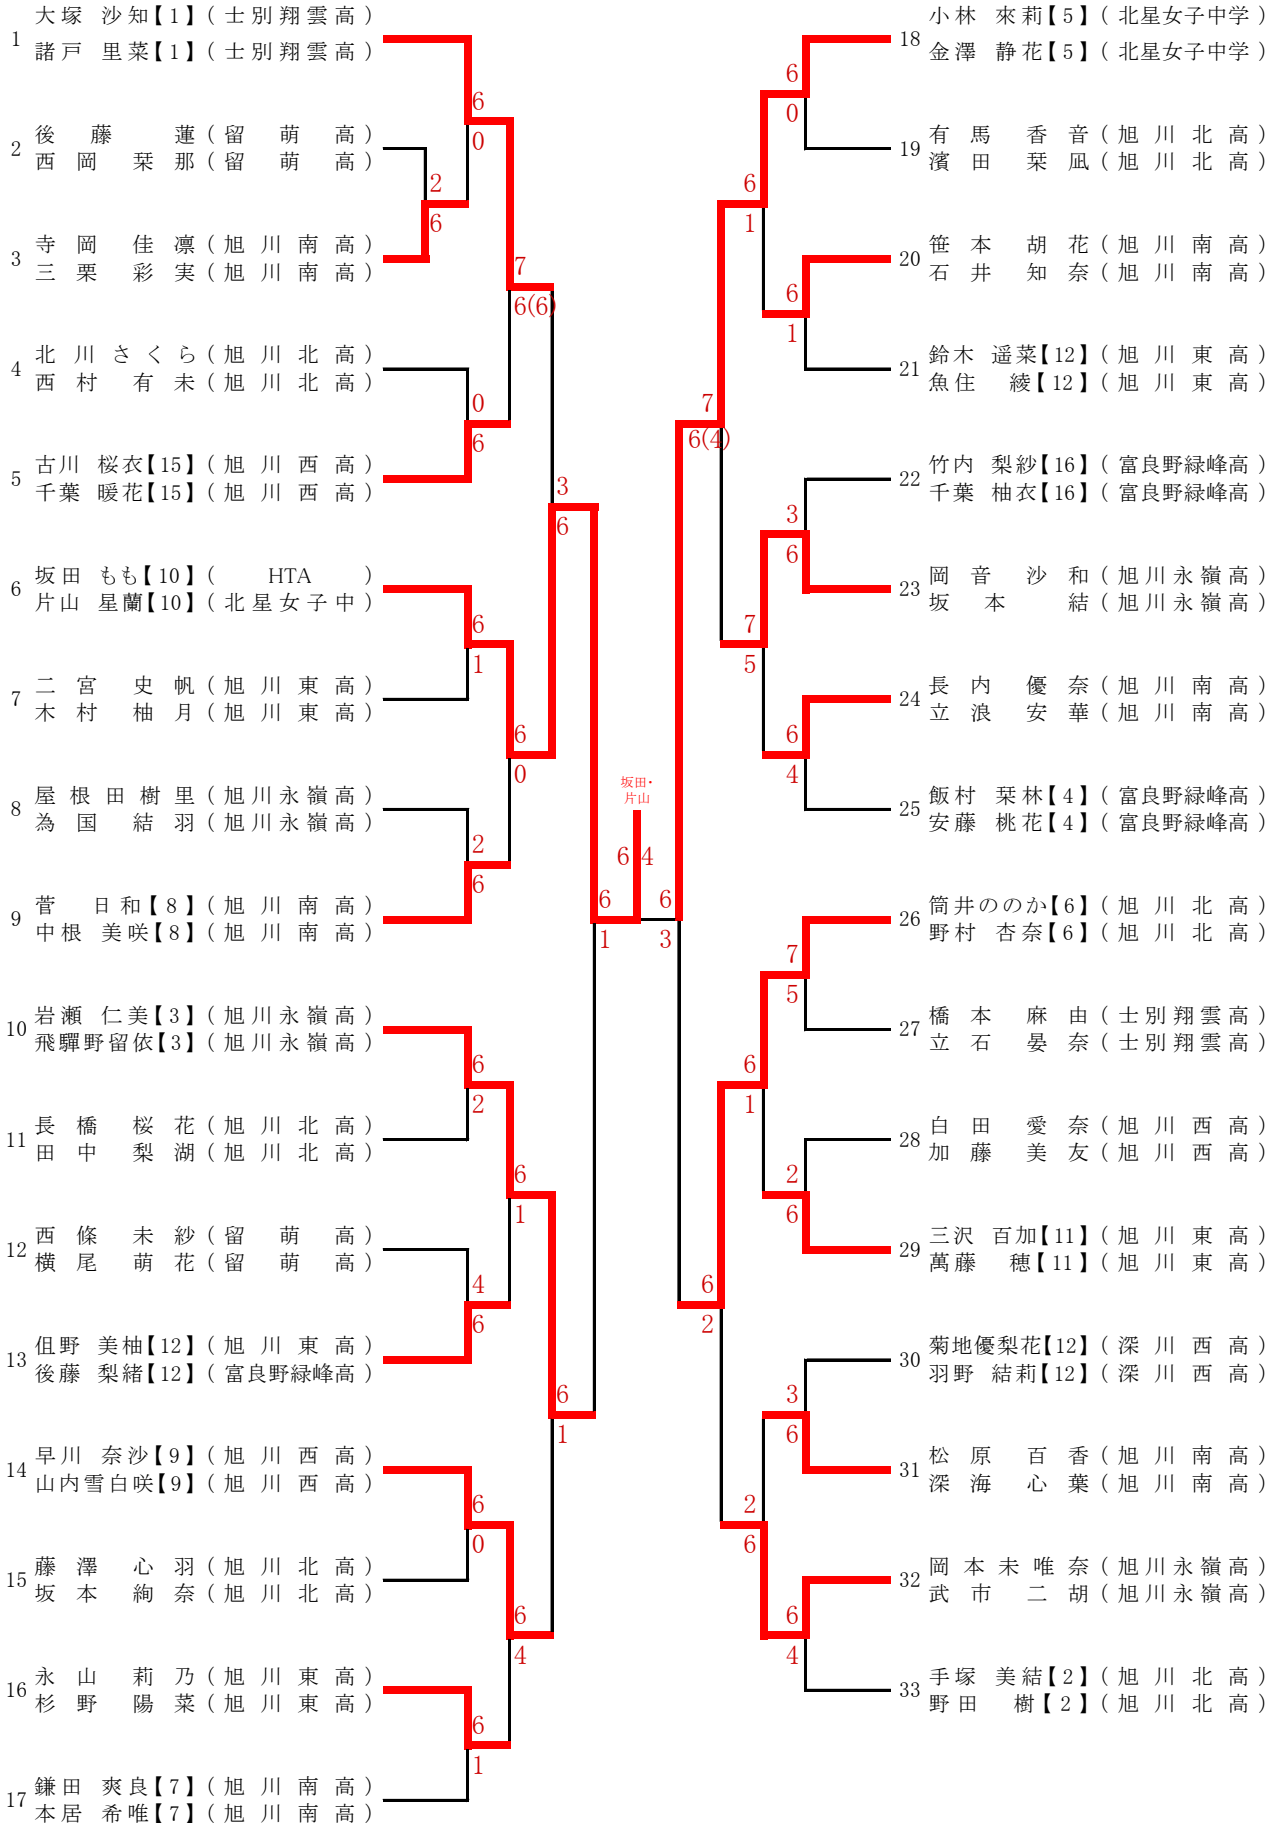 大塚 沙知【1】(士別翔雲高)
1
諸戸 里菜【1】(士別翔雲高)
6
0
2
後藤 蓮(留萌高)
西岡 栞那(留萌高)
2
6
3
寺岡 佳凛(旭川南高)
三栗 彩実(旭川南高)
7
6(6)
4
北川さくら(旭川北高)
西村 有未(旭川北高)
0
6
5
古川 桜衣【15】(旭川西高)
千葉 暖花【15】(旭川西高)
3
6
6
坂田 もも【10】(HTA)
片山 星蘭【10】(北星女子中)
6
1
7
二宮 史帆(旭川東高)
木村 柚月(旭川東高)
6
0
8
屋根田樹里(旭川永嶺高)
為国 結羽(旭川永嶺高)
2
6
9
菅 日和【8】(旭川南高)
中根 美咲【8】(旭川南高)
6
1
10
岩瀬 仁美【3】(旭川永嶺高)
飛驒野留依【3】(旭川永嶺高)
6
2
11
長橋 桜花(旭川北高)
田中 梨湖(旭川北高)
6
1
12
西條 未紗(留萌高)
横尾 萌花(留萌高)
4
6
13
伹野 美柚【12】(旭川東高)
後藤 梨緒【12】(富良野緑峰高)
6
1
14
早川 奈沙【9】(旭川西高)
山内雪白咲【9】(旭川西高)
6
0
15
藤澤 心羽(旭川北高)
坂本 絢奈(旭川北高)
6
4
16
永山 莉乃(旭川東高)
杉野 陽菜(旭川東高)
6
1
17
鎌田 爽良【7】(旭川南高)
本居 希唯【7】(旭川南高)
坂田・
片山
6 4
小林 來莉【5】(北星女子中学)
18
金澤 静花【5】(北星女子中学)
6
0
19
有馬 香音(旭川北高)
濱田 栞凪(旭川北高)
6
1
20
笹本 胡花(旭川南高)
石井 知奈(旭川南高)
6
1
21
鈴木 遥菜【12】(旭川東高)
魚住 綾【12】(旭川東高)
7
6(4)
22
竹内 梨紗【16】(富良野緑峰高)
千葉 柚衣【16】(富良野緑峰高)
3
6
23
岡音 沙和(旭川永嶺高)
坂本 結(旭川永嶺高)
7
5
24
長内 優奈(旭川南高)
立浪 安華(旭川南高)
6
4
25
飯村 栞林【4】(富良野緑峰高)
安藤 桃花【4】(富良野緑峰高)
6
3
26
筒井ののか【6】(旭川北高)
野村 杏奈【6】(旭川北高)
7
5
27
橋本 麻由(士別翔雲高)
立石 晏奈(士別翔雲高)
6
1
28
白田 愛奈(旭川西高)
加藤 美友(旭川西高)
2
6
29
三沢 百加【11】(旭川東高)
萬藤 穂【11】(旭川東高)
6
2
30
菊地優梨花【12】(深川西高)
羽野 結莉【12】(深川西高)
3
6
31
松原 百香(旭川南高)
深海 心葉(旭川南高)
2
6
32
岡本未唯奈(旭川永嶺高)
武市 二胡(旭川永嶺高)
6
4
33
手塚 美結【2】(旭川北高)
野田 樹【2】(旭川北高)